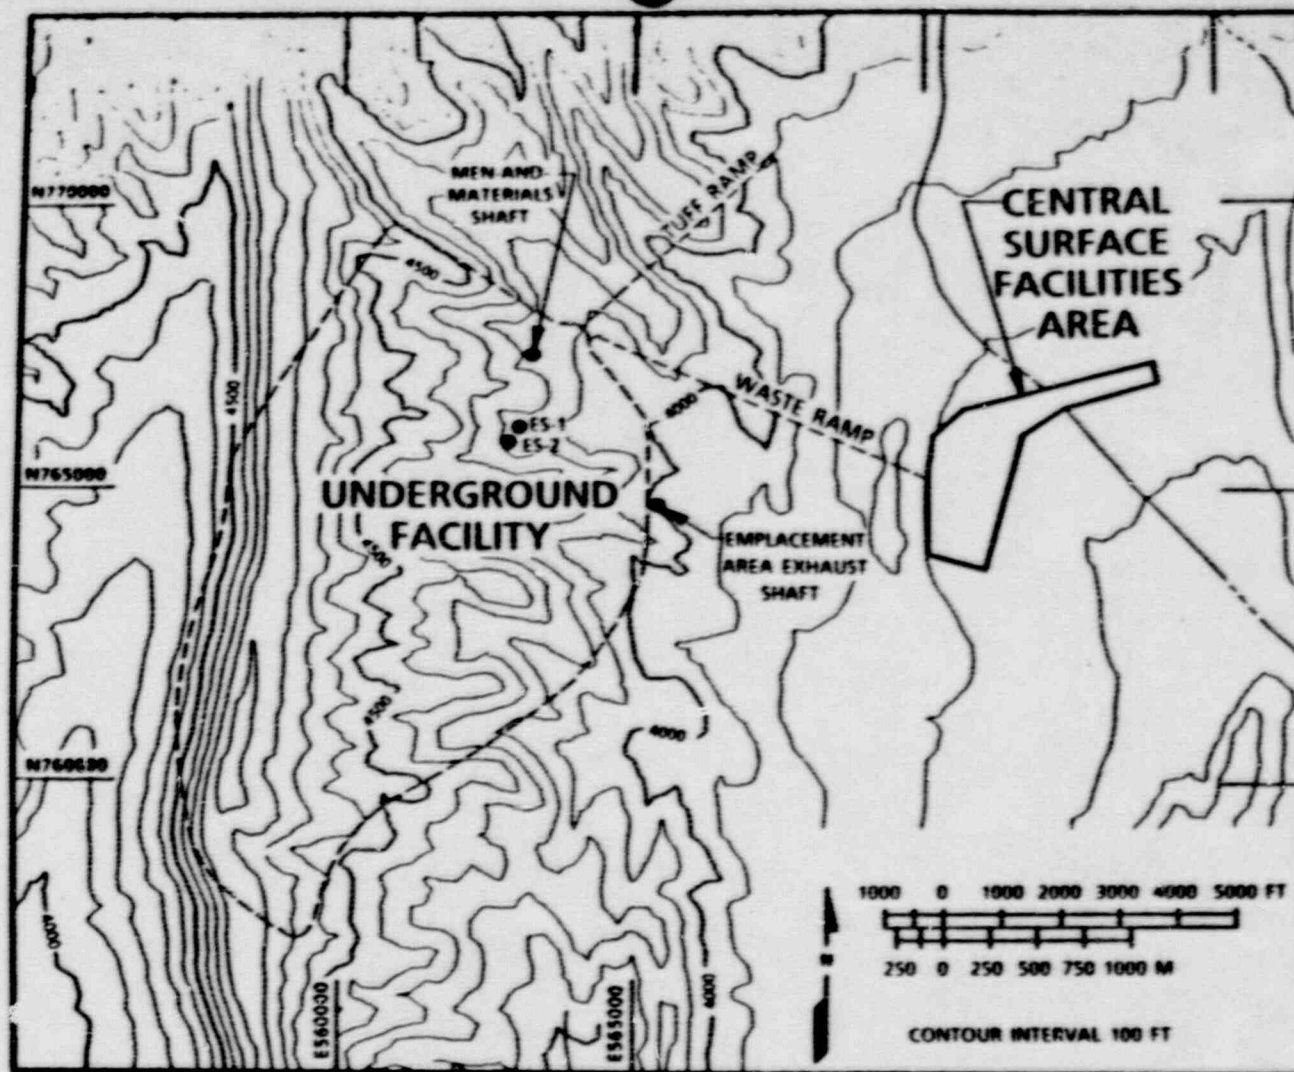 N770000
MEN AND
MATERIALS
SHAFT
TUFF RAMP
CENTRAL
SURFACE
FACILITIES
AREA
4500
4500
4000
WASTE RAMP
ES-1
ES-2
N765000
UNDERGROUND
FACILITY
4500
EMPLACEMENT
AREA EXHAUST
SHAFT
4500
4000
4000
4000
E560000
E565000
1000 0 1000 2000 3000 4000 5000 FT
N
250 0 250 500 750 1000 M
CONTOUR INTERVAL 100 FT